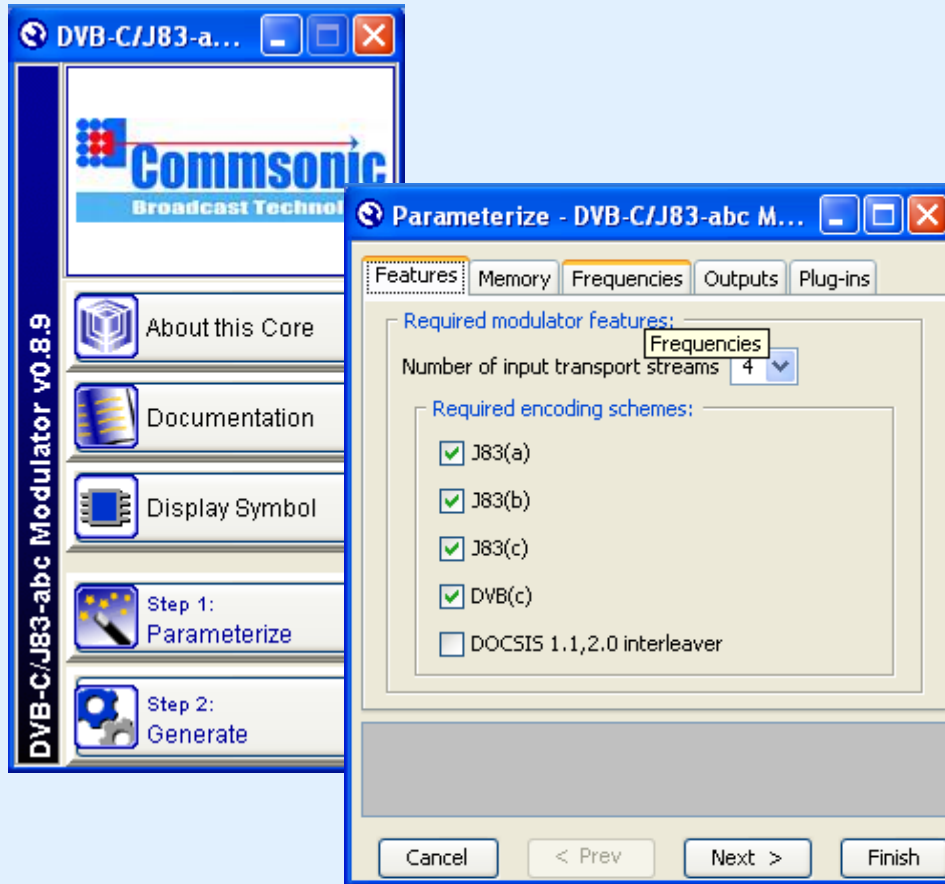 DVB-C/J83-a...
Commsonic
Broadcast Technol
DVB-C/J83-abc Modulator v0.8.9
About this Core
Documentation
Display Symbol
Step 1:
Parameterize
Step 2:
Generate
Parameterize - DVB-C/J83-abc M...
Features Memory Frequencies Outputs Plug-ins
Required modulator features:
Frequencies
Number of input transport streams 4
Required encoding schemes:
J83(a)
J83(b)
J83(c)
DVB(c)
DOCSIS 1.1,2.0 interleaver
Cancel < Prev Next > Finish